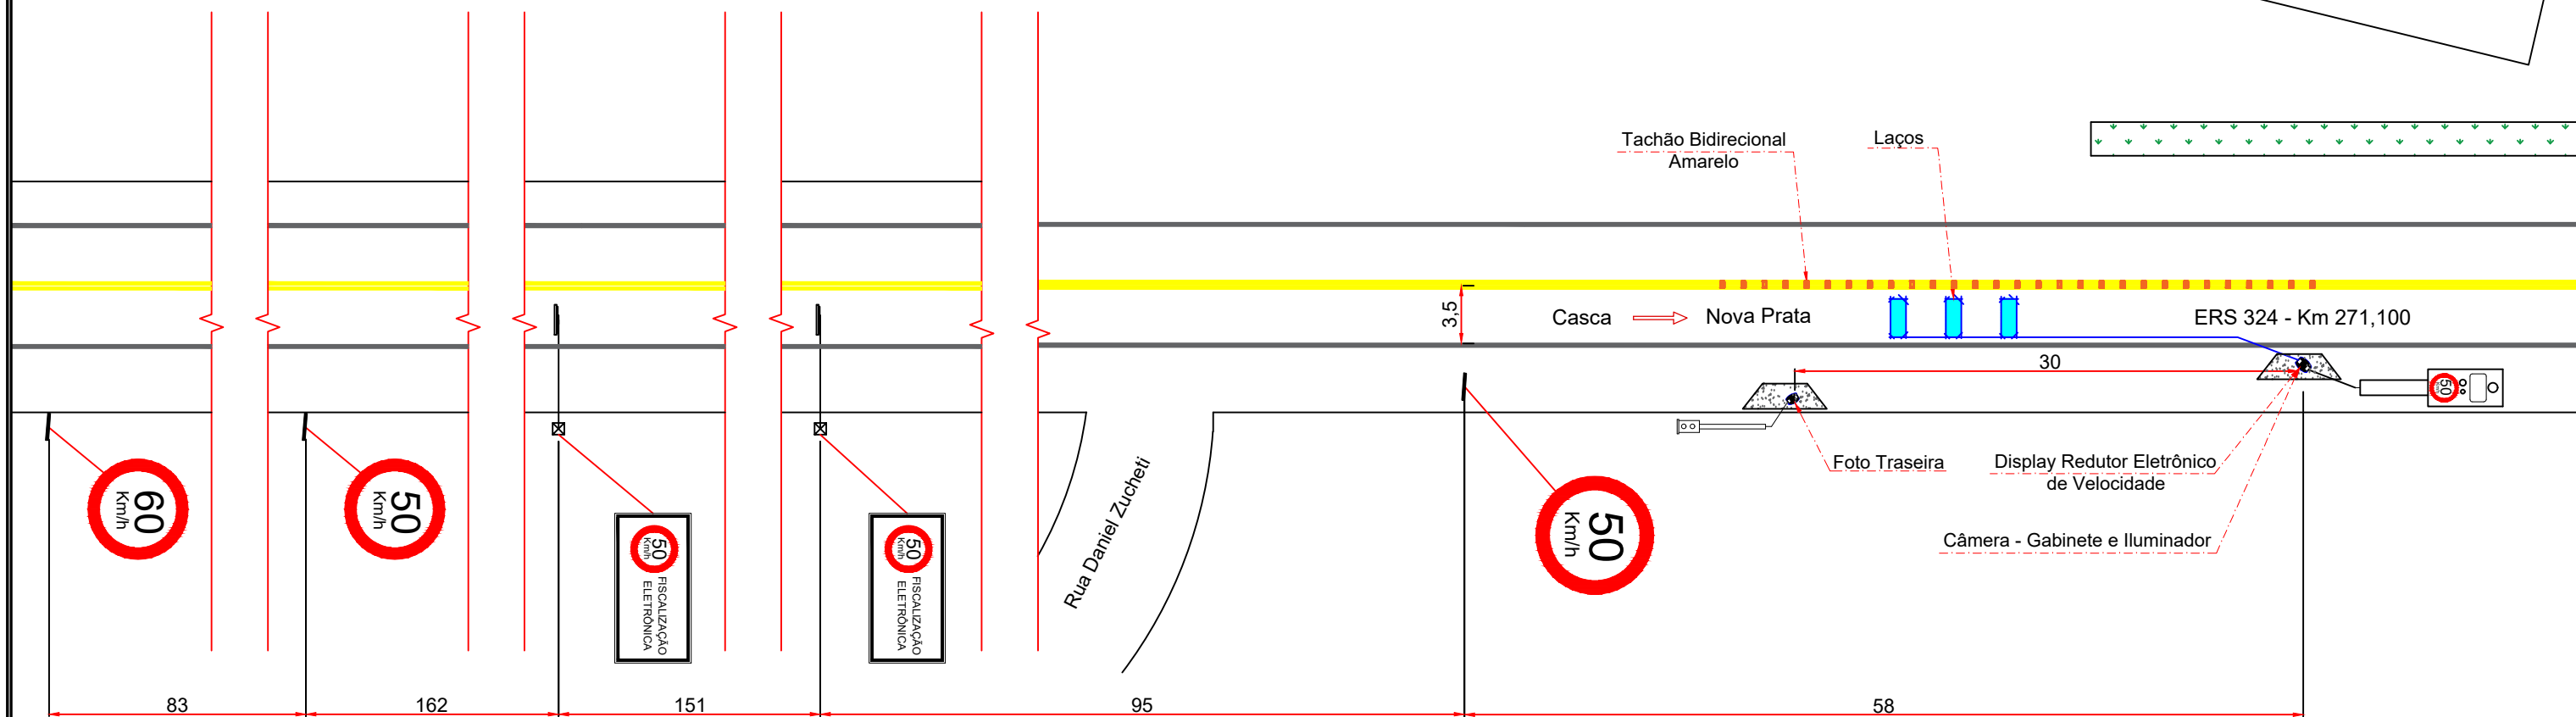 Tachão Bidirecional
Amarelo
Laços
3,5
Casca
Nova Prata
ERS 324 - Km 271,100
30
50
Km/h
Foto Traseira
Display Redutor Eletrônico
de Velocidade
Câmera - Gabinete e Iluminador
Rua Daniel Zucheti
60
Km/h
50
Km/h
50
Km/h
FISCALIZAÇÃO
ELETRÔNICA
50
Km/h
FISCALIZAÇÃO
ELETRÔNICA
50
Km/h
83
162
151
95
58